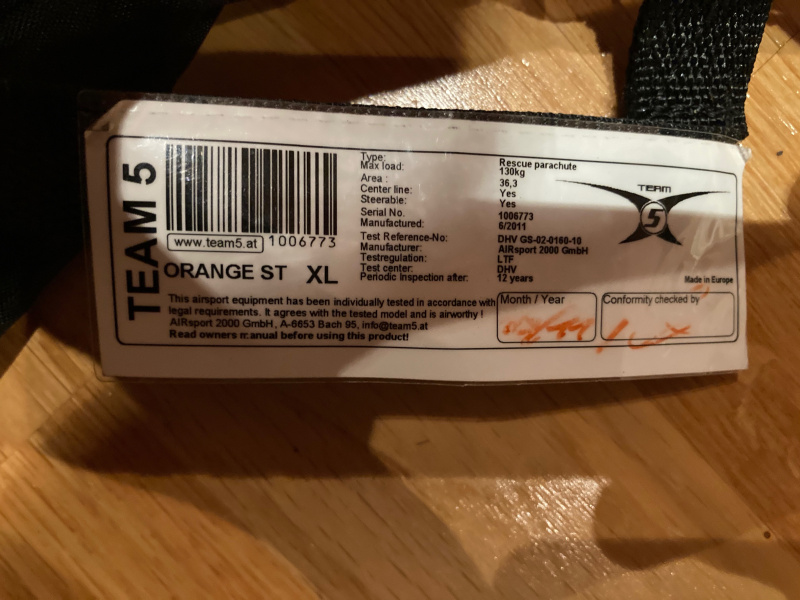 TEAM 5
www.team5.at 1006773
ORANGE ST XL
Type: Rescue parachute
Max load: 130kg
Area : 36,3
Center line: Yes
Steerable: Yes
Serial No. 1006773
Manufactured: 6/2011
Test Reference-No: DHV GS-02-0160-10
Manufacturer: AIRsport 2000 GmbH
Testregulation: LTF
Test center: DHV
Periodic Inspection after: 12 years
TEAM
5
Made in Europe
This airsport equipment has been individually tested in accordance with
legal requirements. It agrees with the tested model and is airworthy !
AIRsport 2000 GmbH, A-6653 Bach 95, info@team5.at
Read owners manual before using this product!
Month / Year
Conformity checked by